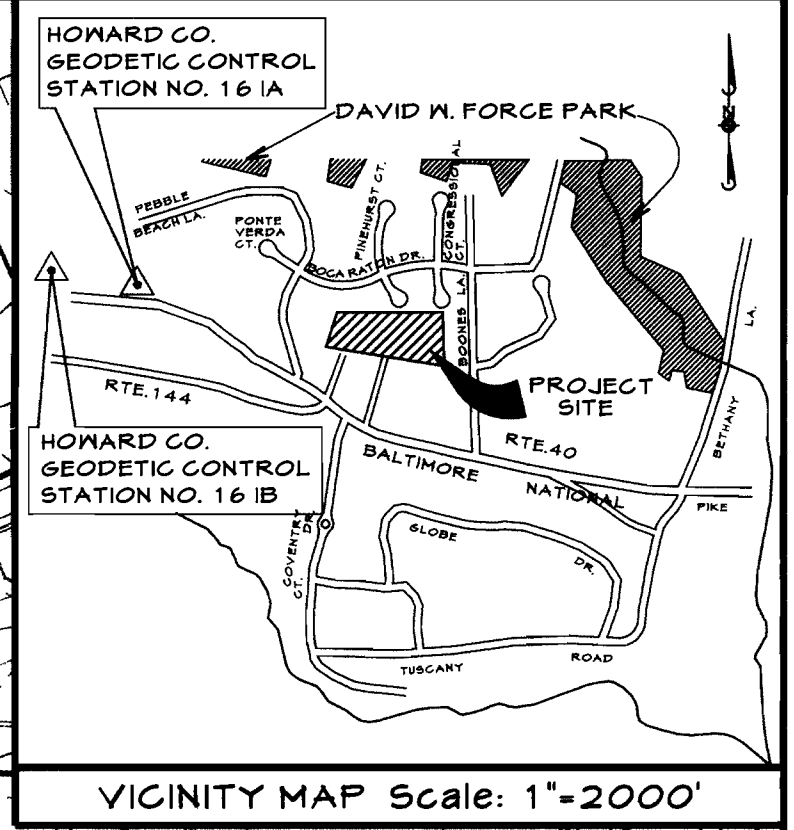 HOWARD CO.
GEODETIC CONTROL
STATION NO. 16 IA
DAVID W. FORCE PARK
PEBBLE
BEACH LA.
PONTE
VERDA
CT.
PINEHURST CT.
CONGRESSIONAL
CT.
BOCA RATON DR.
BOONES LA.
LA.
BETHANY
PROJECT
SITE
RTE.144
RTE.40
HOWARD CO.
GEODETIC CONTROL
STATION NO. 16 IB
BALTIMORE
NATIONAL
PIKE
COVENTRY
CT.
DR.
GLOBE
DR.
TUSCANY
ROAD
VICINITY MAP Scale: 1"=2000'